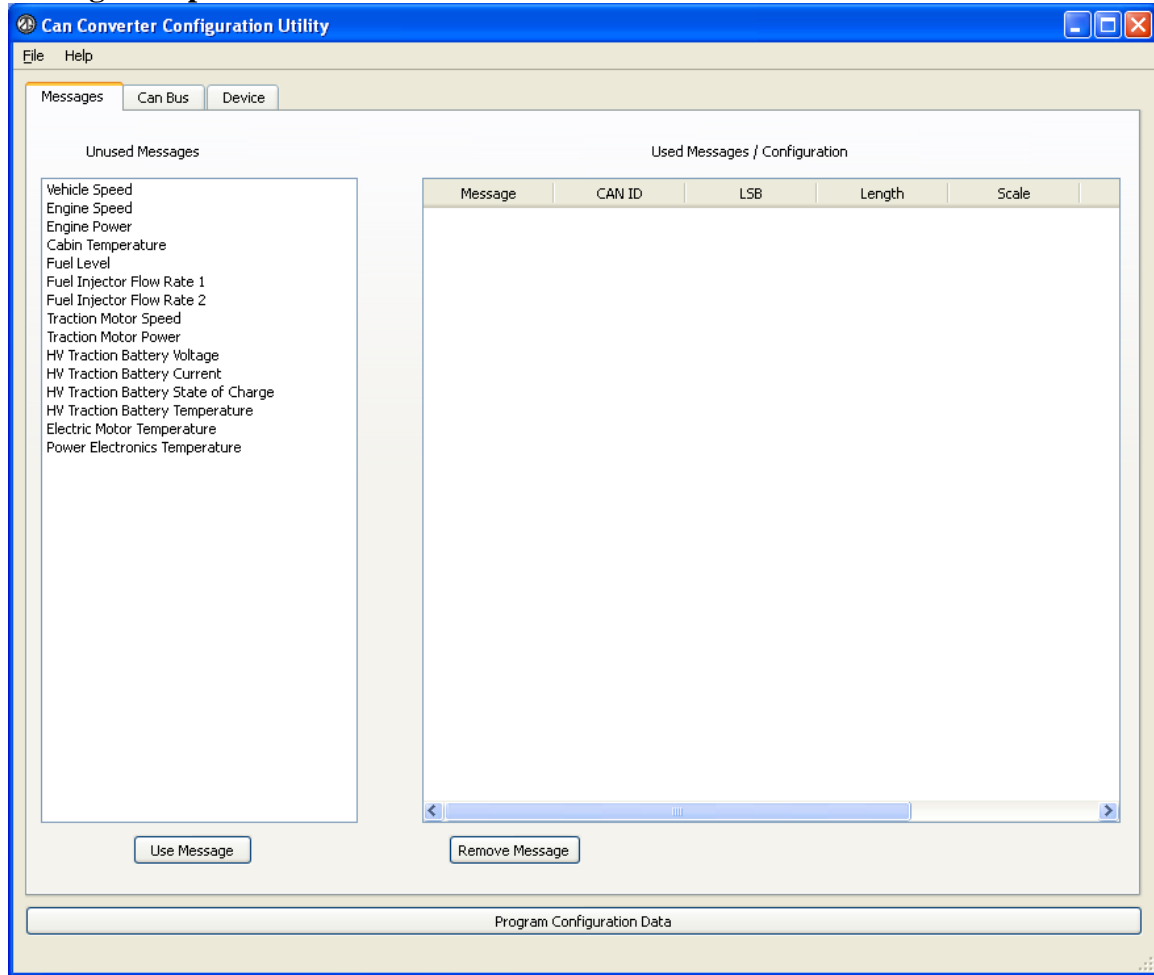 Can Converter Configuration Utility
File Help
Messages Can Bus Device
Unused Messages
Used Messages / Configuration
Vehicle Speed
Engine Speed
Engine Power
Cabin Temperature
Fuel Level
Fuel Injector Flow Rate 1
Fuel Injector Flow Rate 2
Traction Motor Speed
Traction Motor Power
HV Traction Battery Voltage
HV Traction Battery Current
HV Traction Battery State of Charge
HV Traction Battery Temperature
Electric Motor Temperature
Power Electronics Temperature
Message CAN ID LSB Length Scale
Use Message
Remove Message
Program Configuration Data